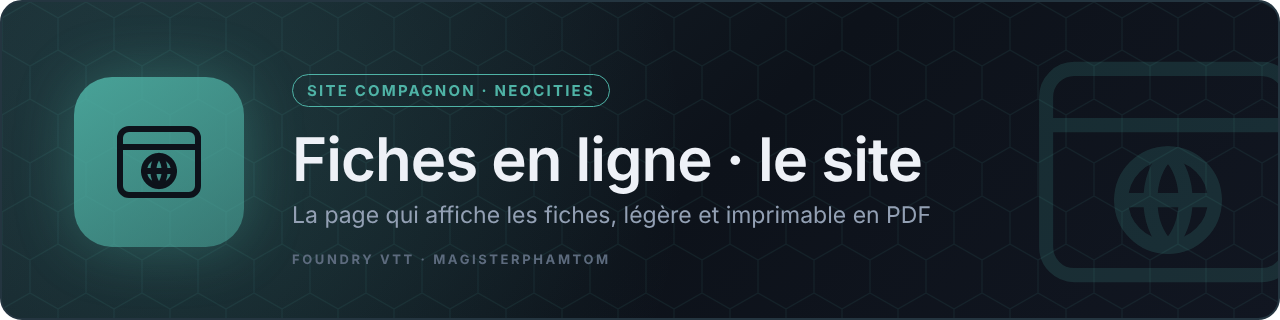 SITE COMPAGNON · NEOCITIES
Fiches en ligne · le site
La page qui affiche les fiches, légère et imprimable en PDF
FOUNDRY VTT · MAGISTERPHAMTOM